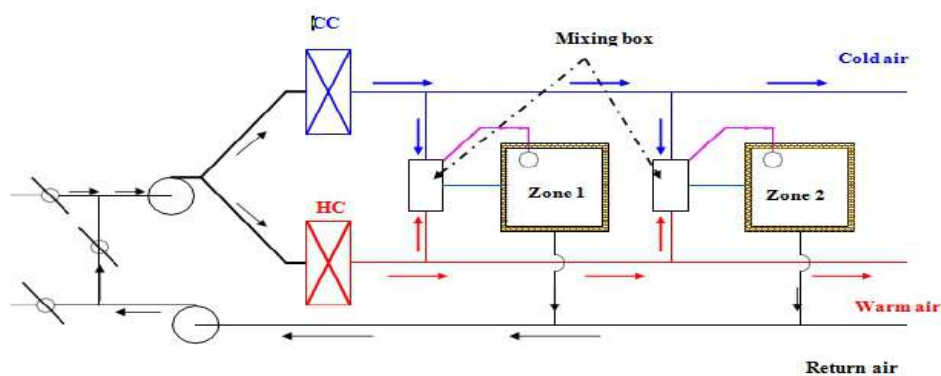 CC
Mixing box
Cold air
Zone 1
Zone 2
HC
Warm air
Return air